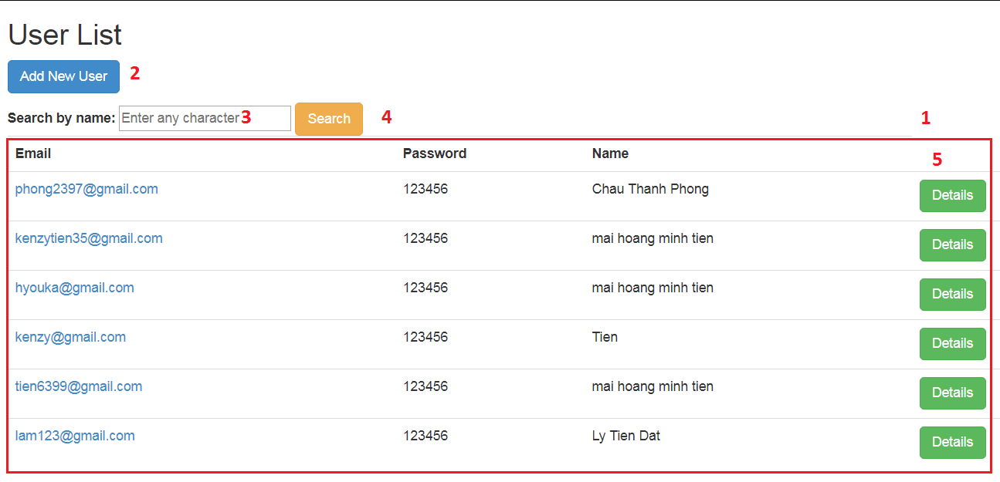 User List
Add New User 2
Search by name: Enter any character 3 Search 4 1
Email Password Name 5
phong2397@gmail.com 123456 Chau Thanh Phong Details
kenzytien35@gmail.com 123456 mai hoang minh tien Details
hyouka@gmail.com 123456 mai hoang minh tien Details
kenzy@gmail.com 123456 Tien Details
tien6399@gmail.com 123456 mai hoang minh tien Details
lam123@gmail.com 123456 Ly Tien Dat Details